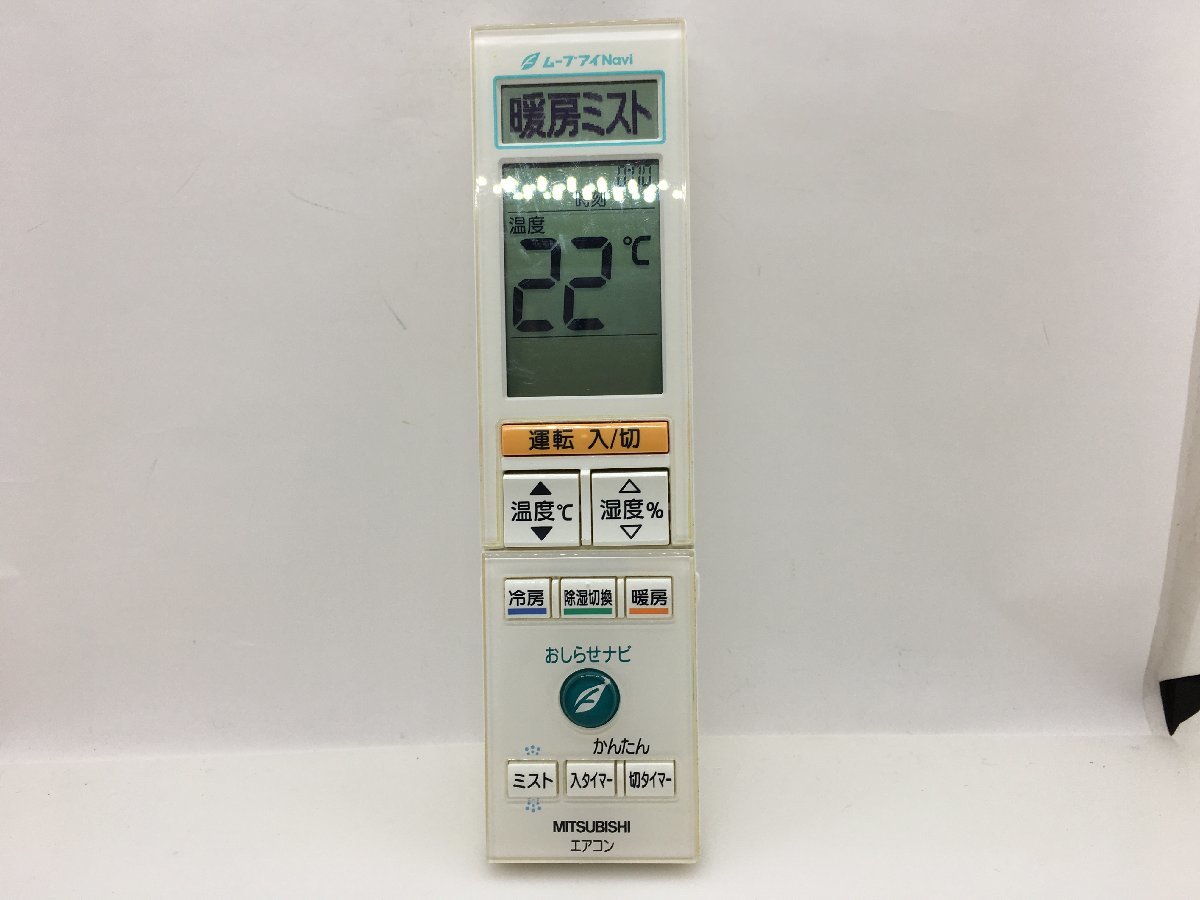 ムーブアイNavi
暖房ミスト
時刻
温度
22℃
運転 入/切
温度℃ 湿度%
冷房 除湿切換 暖房
おしらせナビ
かんたん
ミスト 入タイマー 切タイマー
MITSUBISHI
エアコン